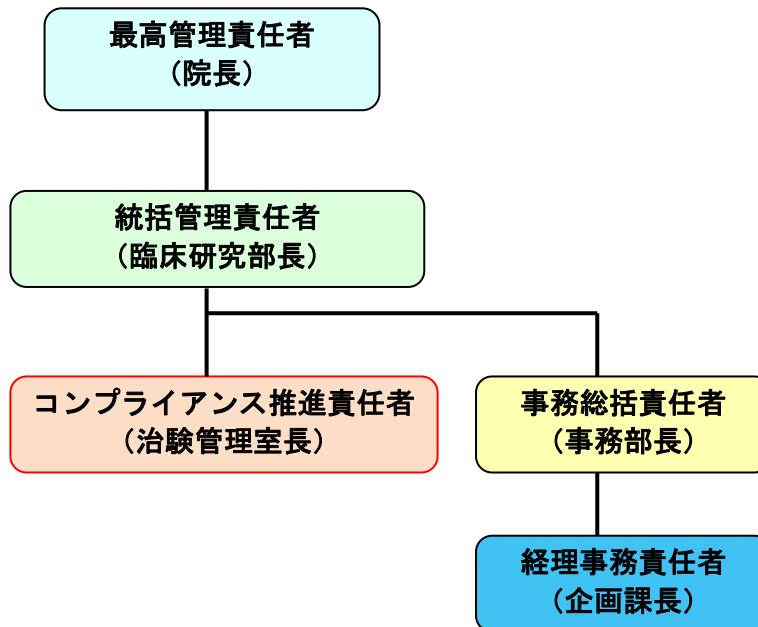 最高管理責任者
（院長）
統括管理責任者
（臨床研究部長）
コンプライアンス推進責任者
（治験管理室長）
事務総括責任者
（事務部長）
経理事務責任者
（企画課長）